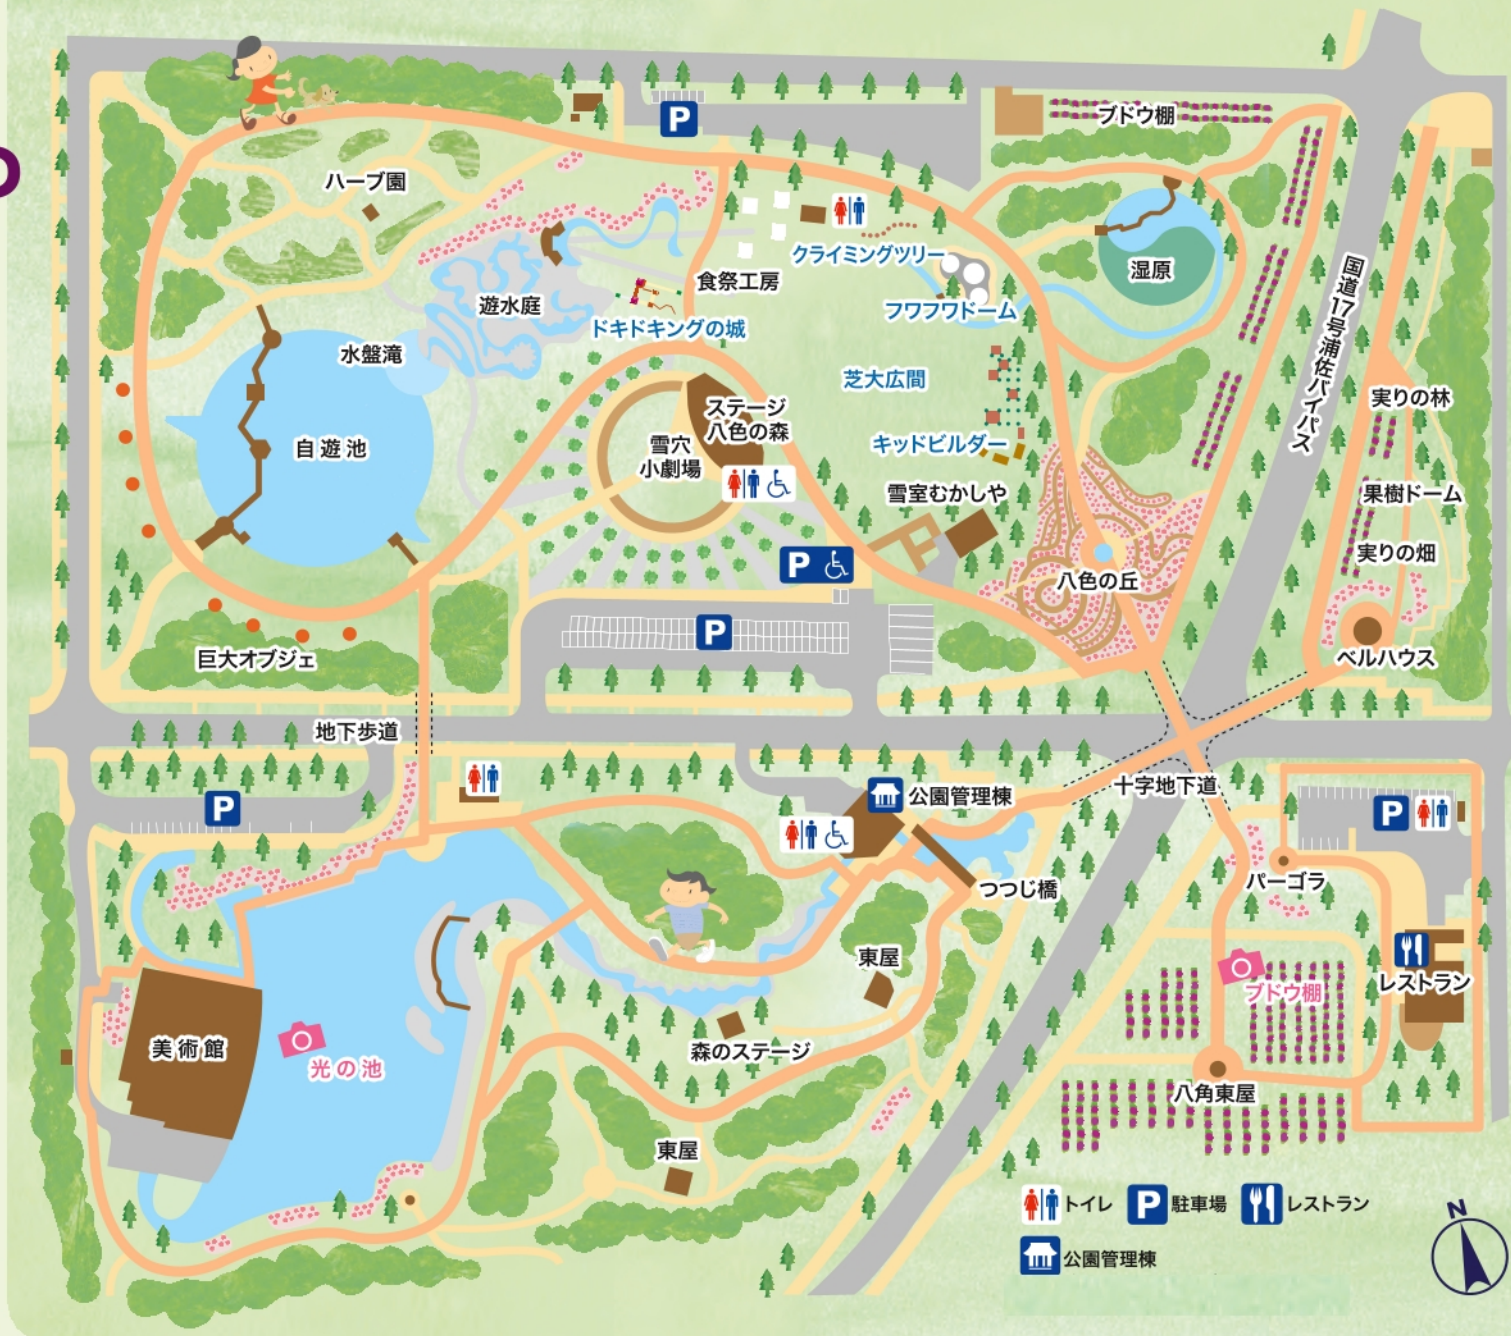 P
ブドウ棚
ハーブ園
クライミングツリー
食祭工房
湿原
遊水庭
ドキドキングの城
フワフワドーム
国道17号浦佐バイパス
水盤滝
芝大広間
実りの林
ステージ
八色の森
自遊池
雪穴
小劇場
キッドビルダー
雪室むかしや
果樹ドーム
実りの畑
P
八色の丘
P
巨大オブジェ
ベルハウス
地下歩道
十字地下道
P
公園管理棟
P
つつじ橋
パーゴラ
東屋
レストラン
ブドウ棚
美術館
光の池
森のステージ
八角東屋
東屋
トイレ
P
駐車場
レストラン
公園管理棟
N